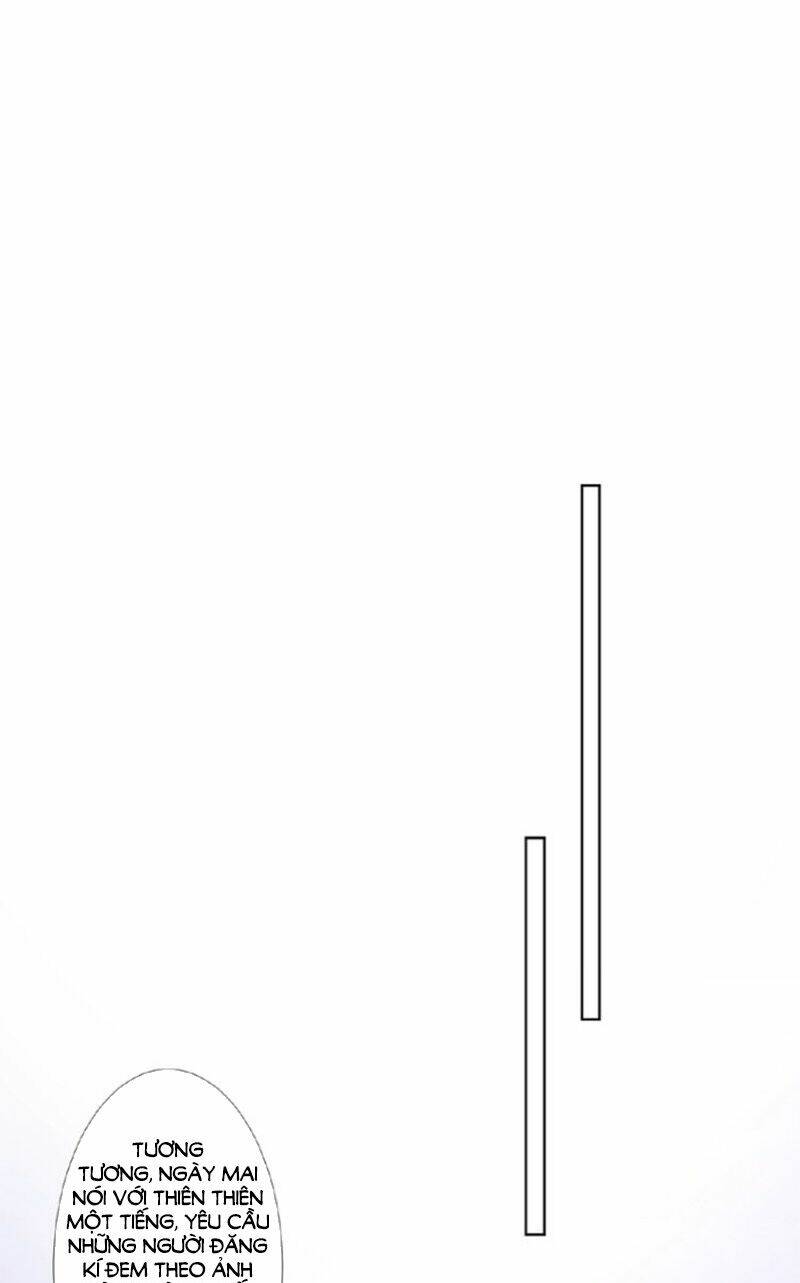 TƯƠNG
TƯƠNG, NGÀY MAI
NÓI VỚI THIÊN THIÊN
MỘT TIẾNG, YÊU CẦU
NHỮNG NGƯỜI ĐĂNG
KÍ ĐEM THEO ẢNH